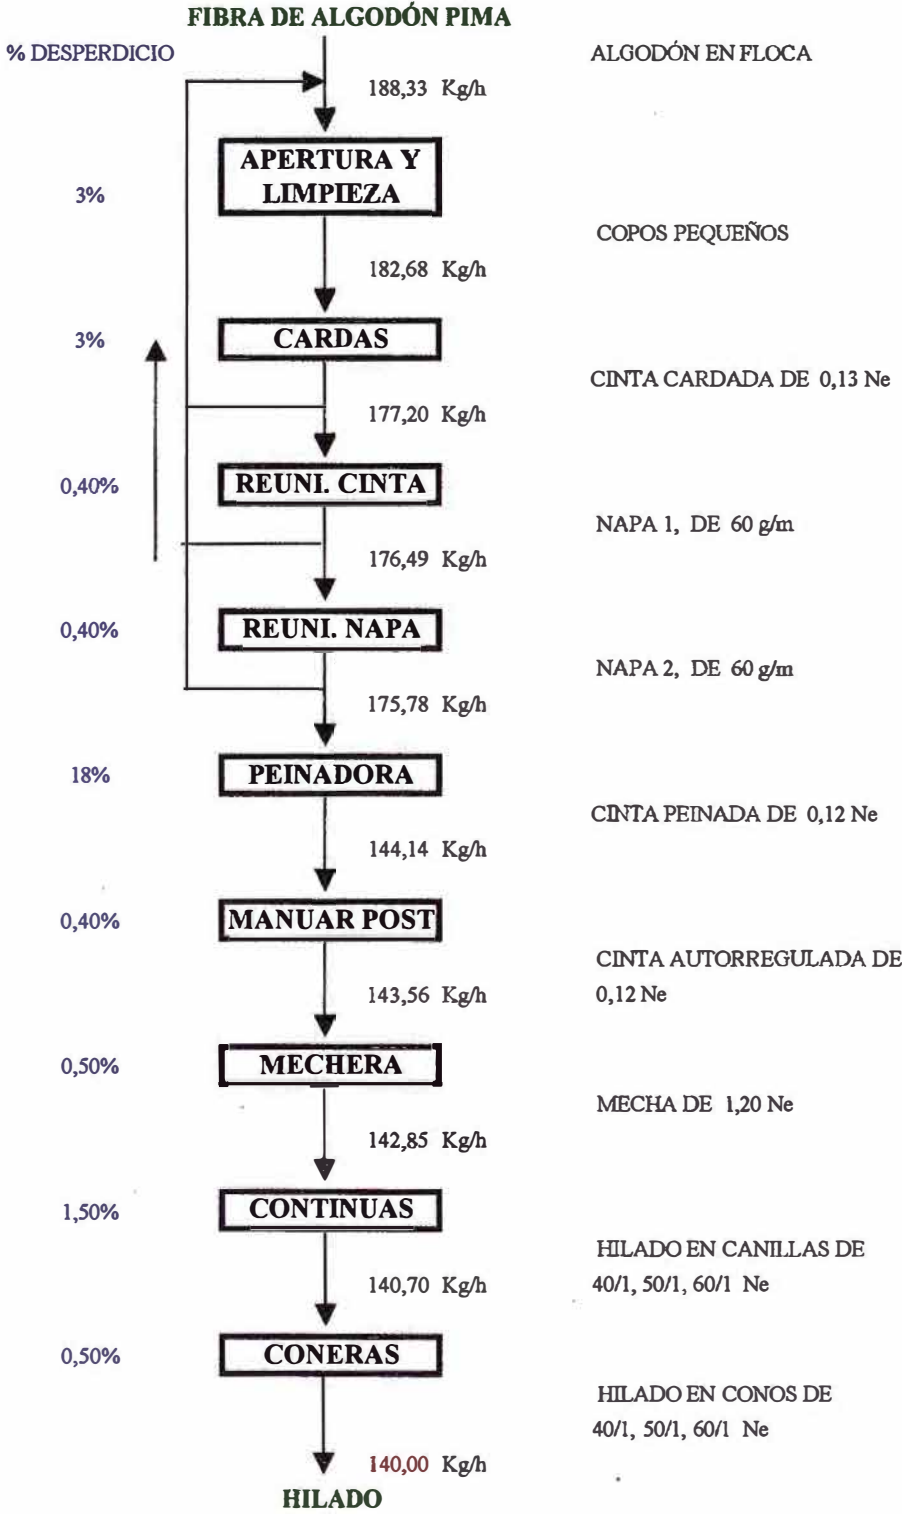 FIBRA DE ALGODÓN PIMA
% DESPERDICIO
ALGODÓN EN FLOCA
188,33 Kg/h
APERTURA Y
LIMPIEZA
3%
COPOS PEQUEÑOS
182,68 Kg/h
3%
CARDAS
CINTA CARDADA DE 0,13 Ne
177,20 Kg/h
0,40%
REUNI. CINTA
NAPA 1, DE 60 g/m
176,49 Kg/h
0,40%
REUNI. NAPA
NAPA 2, DE 60 g/m
175,78 Kg/h
18%
PEINADORA
CINTA PEINADA DE 0,12 Ne
144,14 Kg/h
0,40%
MANUAR POST
CINTA AUTORREGULADA DE
0,12 Ne
143,56 Kg/h
0,50%
MECHERA
MECHA DE 1,20 Ne
142,85 Kg/h
1,50%
CONTINUAS
HILADO EN CANILLAS DE
40/1, 50/1, 60/1 Ne
140,70 Kg/h
0,50%
CONERAS
HILADO EN CONOS DE
40/1, 50/1, 60/1 Ne
140,00 Kg/h
HILADO